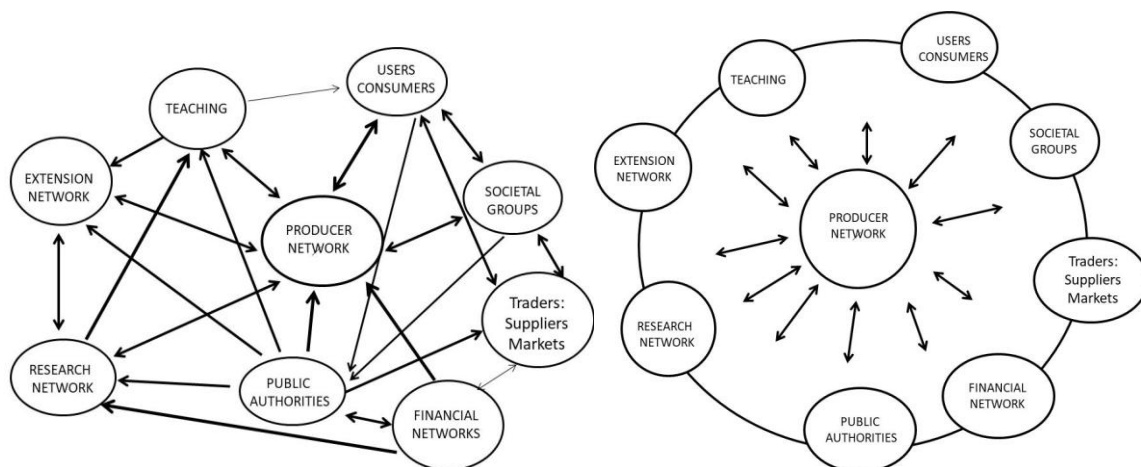 USERS
CONSUMERS
TEACHING
EXTENSION
NETWORK
SOCIETAL
GROUPS
PRODUCER
NETWORK
Traders:
Suppliers
Markets
RESEARCH
NETWORK
PUBLIC
AUTHORITIES
FINANCIAL
NETWORKS
USERS
CONSUMERS
TEACHING
SOCIETAL
GROUPS
EXTENSION
NETWORK
PRODUCER
NETWORK
Traders:
Suppliers
Markets
RESEARCH
NETWORK
FINANCIAL
NETWORK
PUBLIC
AUTHORITIES